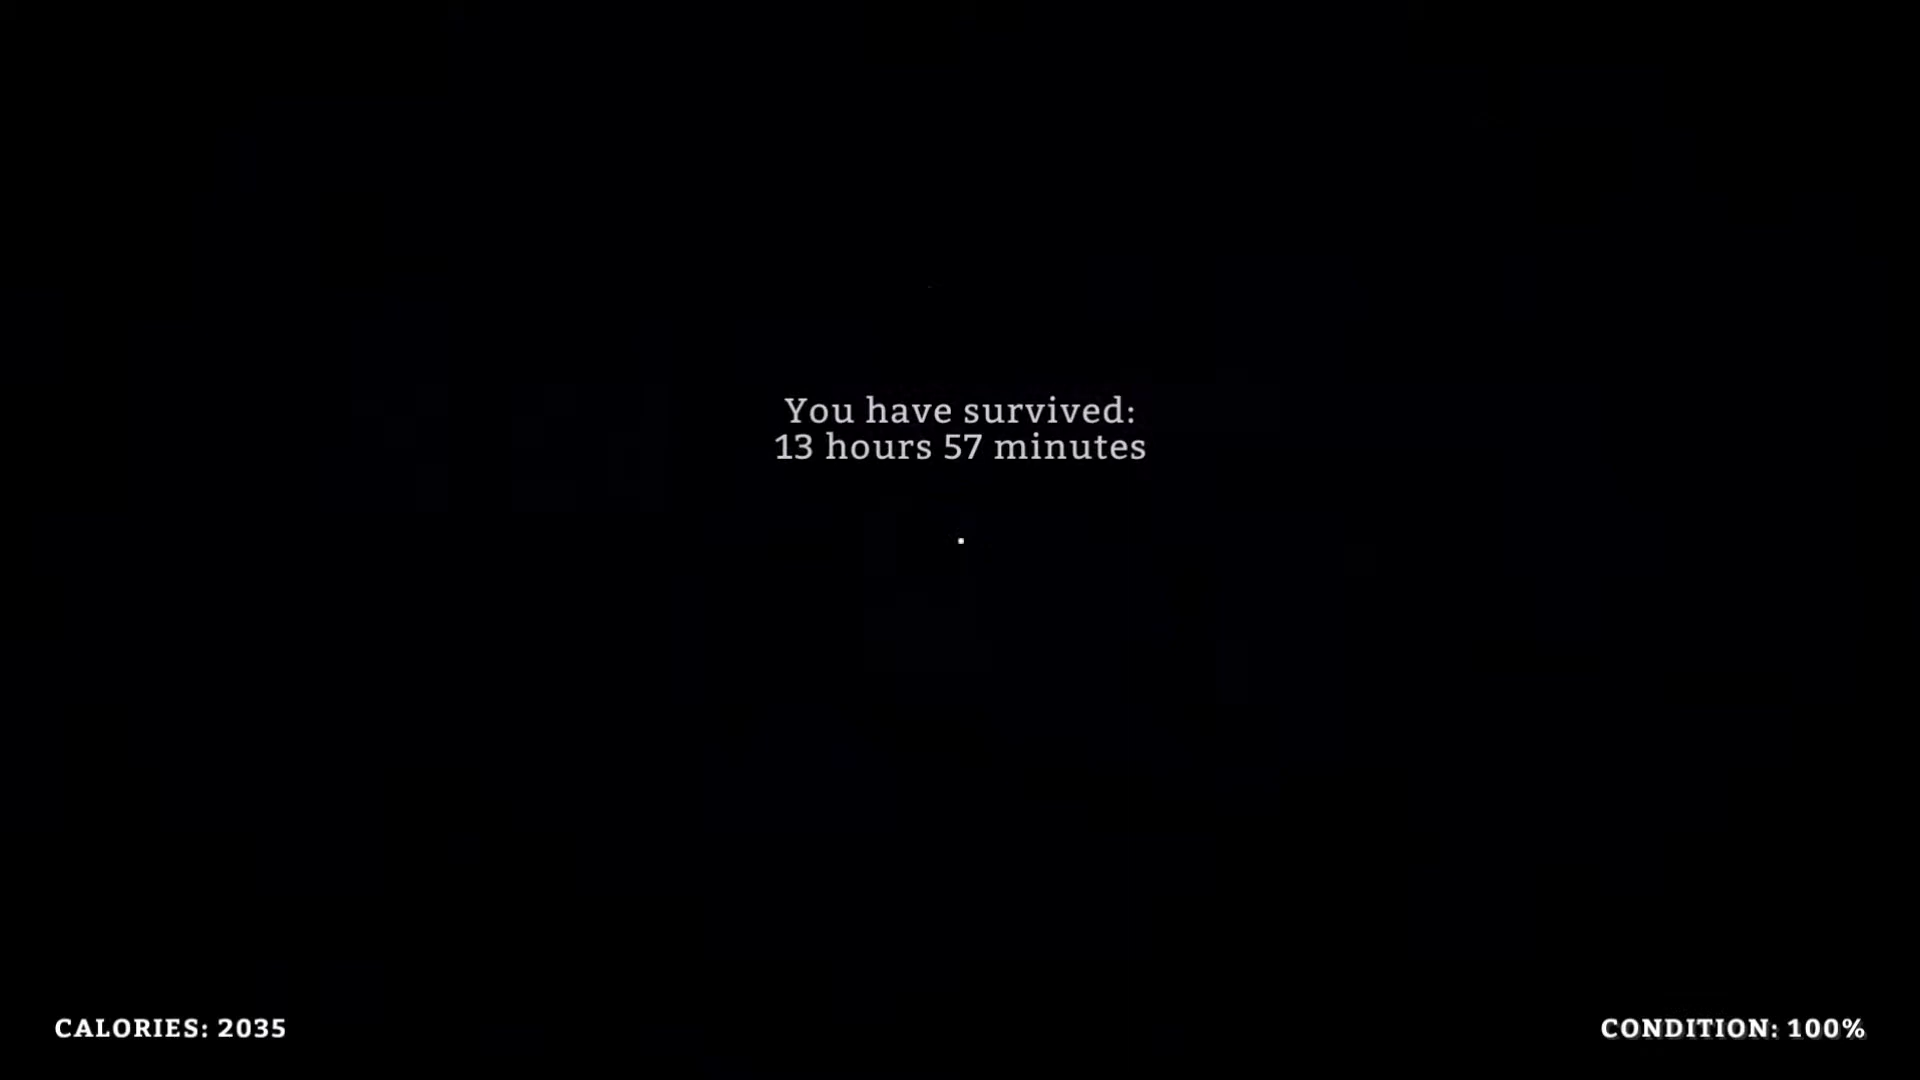 You have survived:
13 hours 57 minutes
CALORIES: 2035
CONDITION: 100%